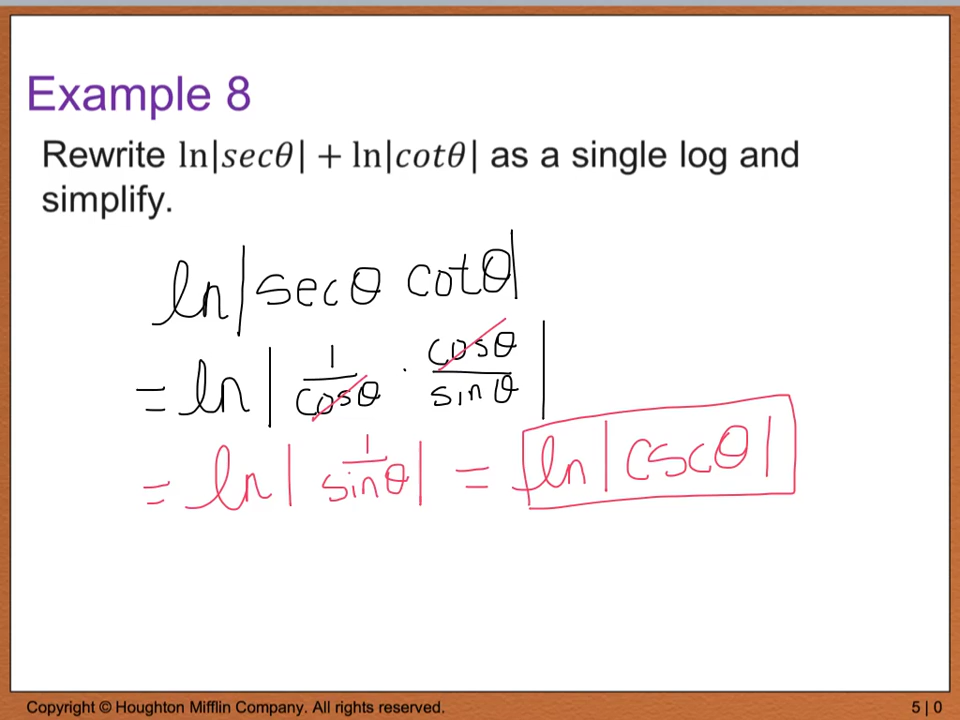 Example 8
Rewrite ln|secθ| + ln|cotθ| as a single log and
simplify.
ln|secθ cotθ|
= ln|1/cosθ · cosθ/sinθ|
= ln|1/sinθ| = ln|cscθ|
Copyright © Houghton Mifflin Company. All rights reserved. 5 | 0